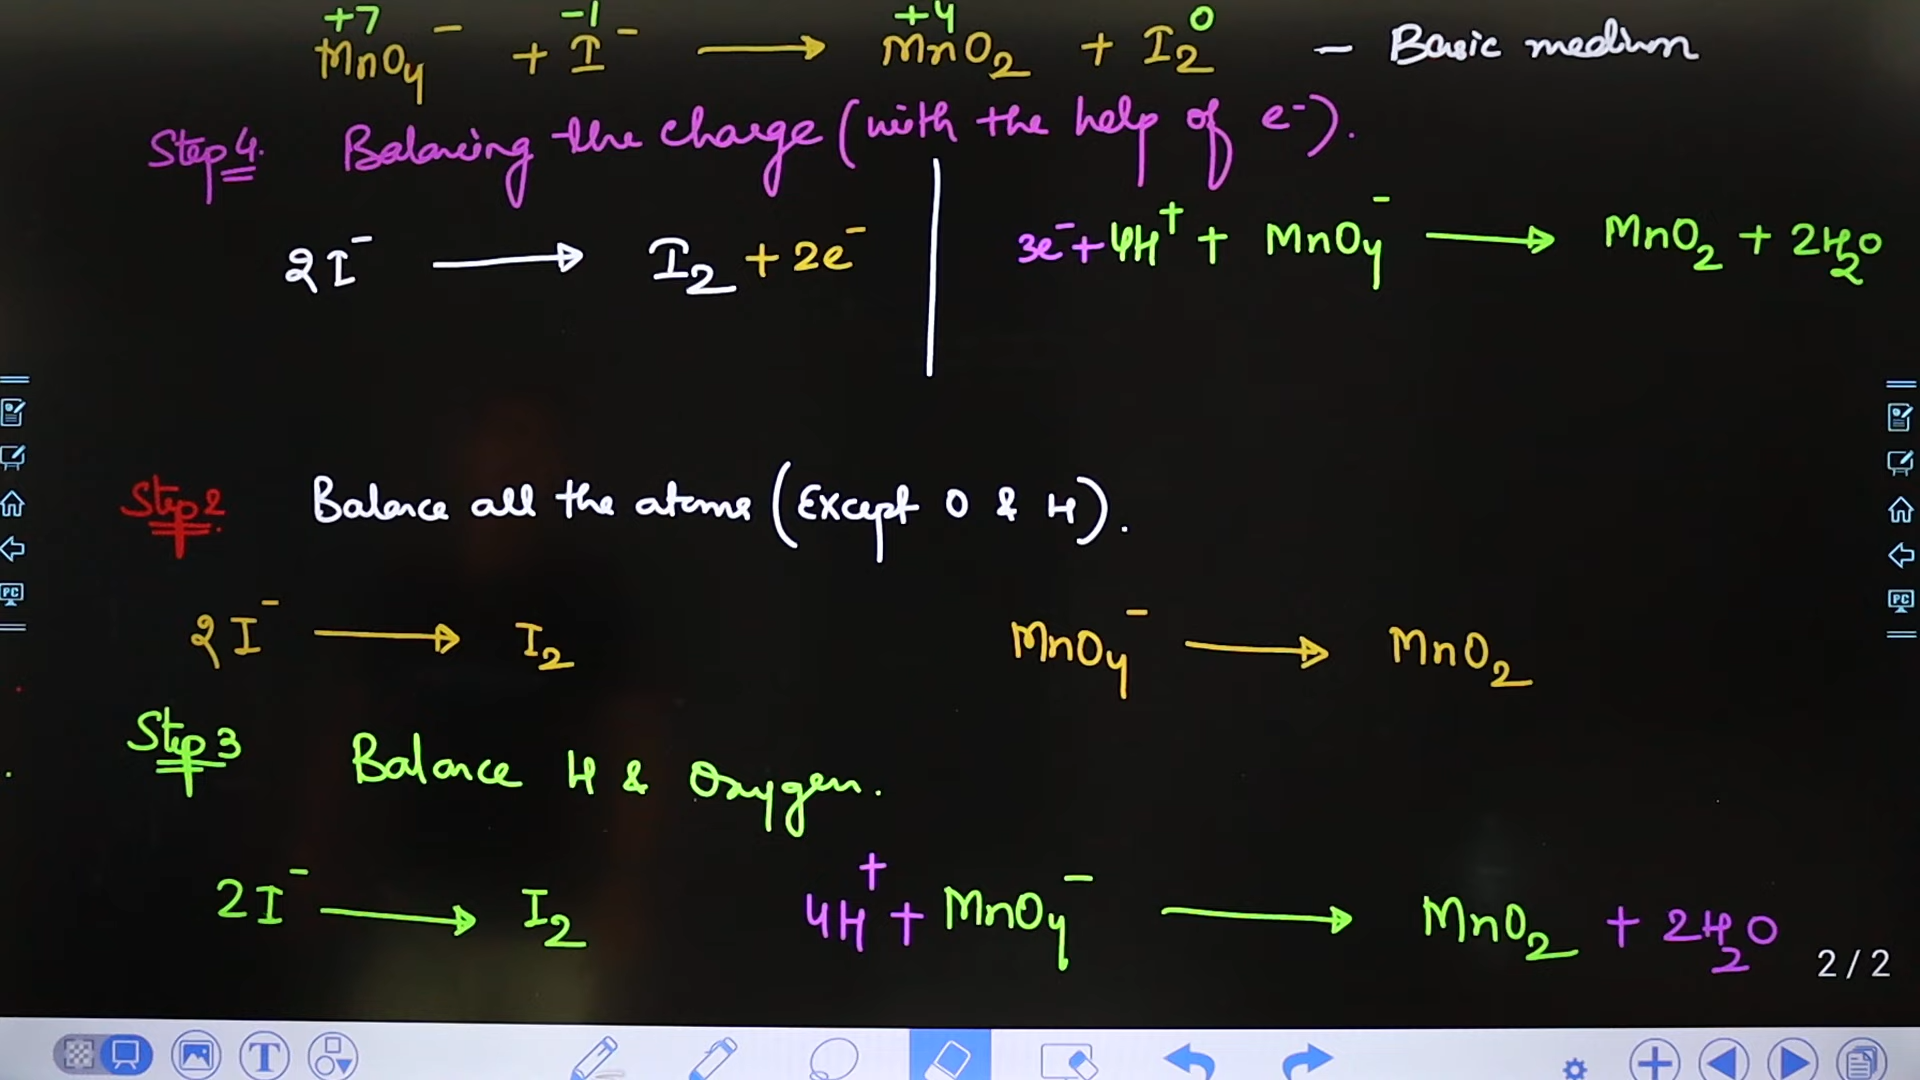 +7 -1 +4 0
MnO₄⁻ + I⁻ ⟶ MnO₂ + I₂ – Basic medium
Step 4. Balancing the charge (with the help of e⁻).
2I⁻ ⟶ I₂ + 2e⁻ | 3e⁻ + 4H⁺ + MnO₄⁻ ⟶ MnO₂ + 2H₂O
Step 2 Balance all the atoms (Except O & H).
2I⁻ ⟶ I₂ MnO₄⁻ ⟶ MnO₂
Step 3 Balance H & Oxygen.
2I⁻ ⟶ I₂ 4H⁺ + MnO₄⁻ ⟶ MnO₂ + 2H₂O
2/2
PC
PC
T